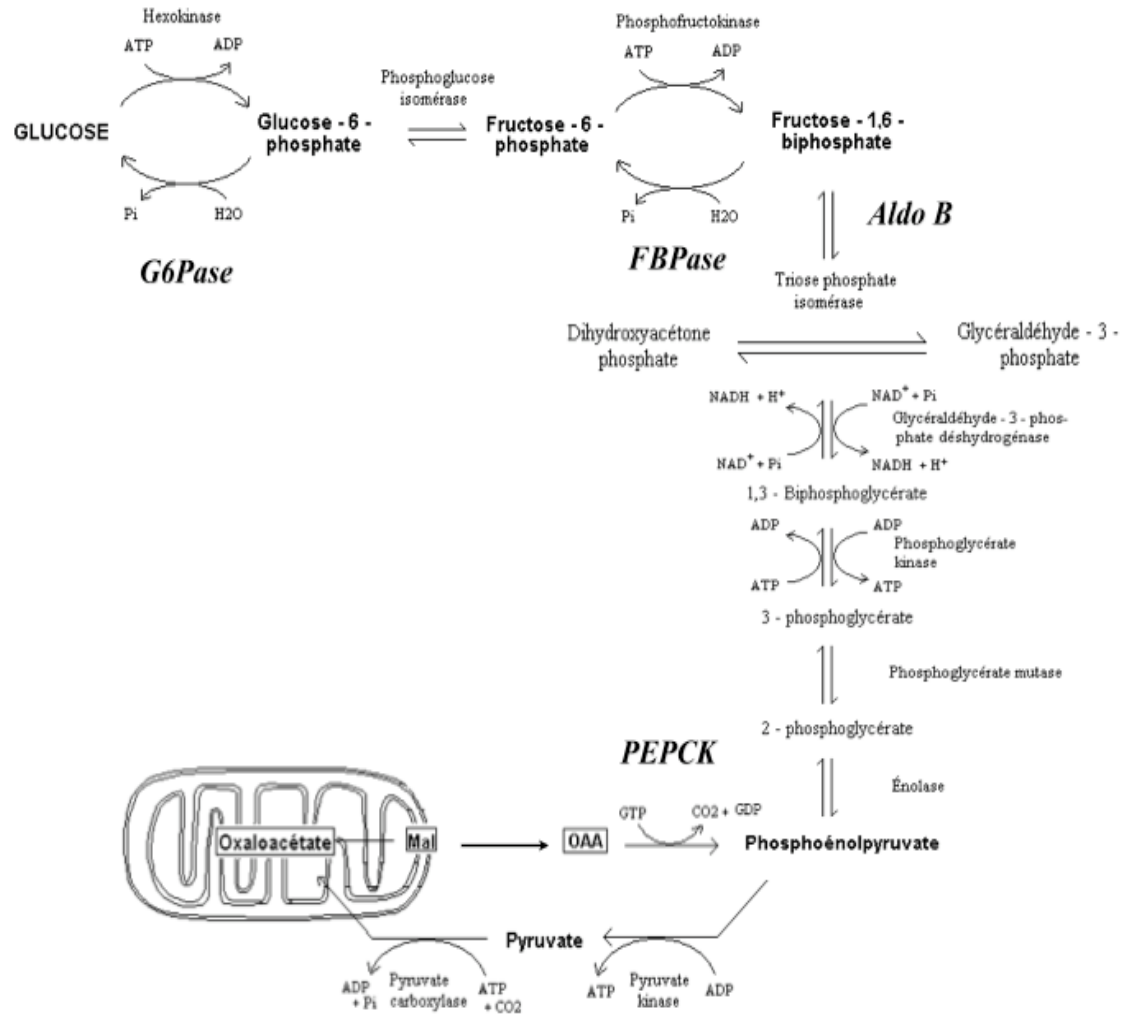 Hexokinase
ATP
ADP
GLUCOSE
Glucose - 6 -
phosphate
Pi
H2O
G6Pase
Phosphoglucose
isomérase
Fructose - 6 -
phosphate
Phosphofructokinase
ATP
ADP
Fructose - 1,6 -
biphosphate
Pi
H2O
FBPase
Aldo B
Triose phosphate
isomérase
Dihydroxyacétone
phosphate
Glycéraldéhyde - 3 -
phosphate
NADH + H+
NAD+ + Pi
Glycéraldéhyde - 3 - phos-
phate déshydrogénase
NAD+ + Pi
NADH + H+
1,3 - Biphosphoglycérate
ADP
ADP
Phosphoglycérate
kinase
ATP
ATP
3 - phosphoglycérate
Phosphoglycérate mutase
2 - phosphoglycérate
PEPCK
Énolase
GTP
CO2 + GDP
Oxaloacétate
Mal
OAA
Phosphoénolpyruvate
Pyruvate
ADP
+ Pi
Pyruvate
carboxylase
ATP
+ CO2
ATP
Pyruvate
kinase
ADP